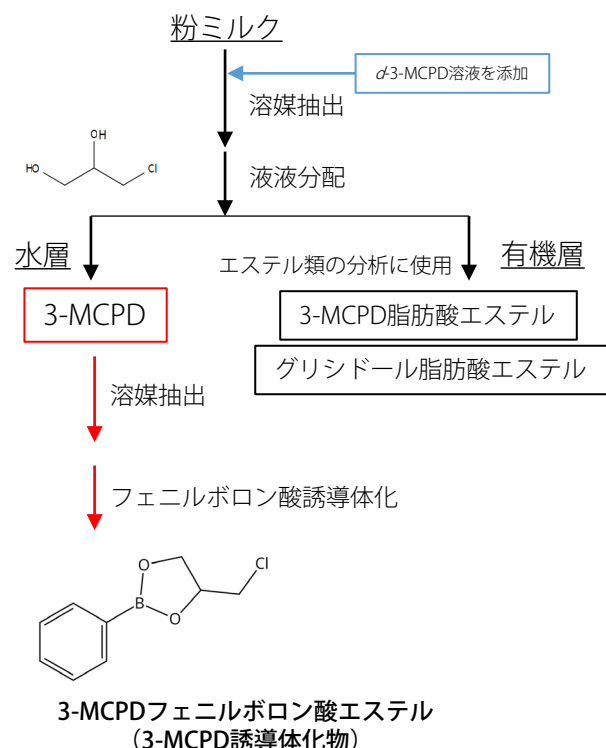 粉ミルク
d-3-MCPD溶液を添加
溶媒抽出
OH
HO
Cl
液液分配
水層
エステル類の分析に使用
有機層
3-MCPD
3-MCPD脂肪酸エステル
グリシドール脂肪酸エステル
溶媒抽出
フェニルボロン酸誘導体化
Cl
O
B
O
3-MCPDフェニルボロン酸エステル
（3-MCPD誘導体化物）